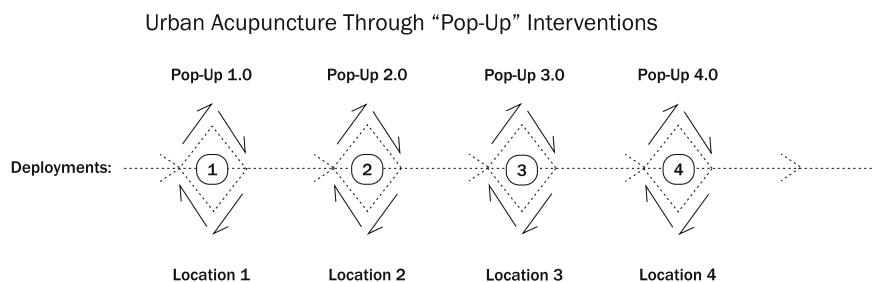 Urban Acupuncture Through “Pop-Up” Interventions
Pop-Up 1.0 Pop-Up 2.0 Pop-Up 3.0 Pop-Up 4.0
Deployments: 1 2 3 4
Location 1 Location 2 Location 3 Location 4